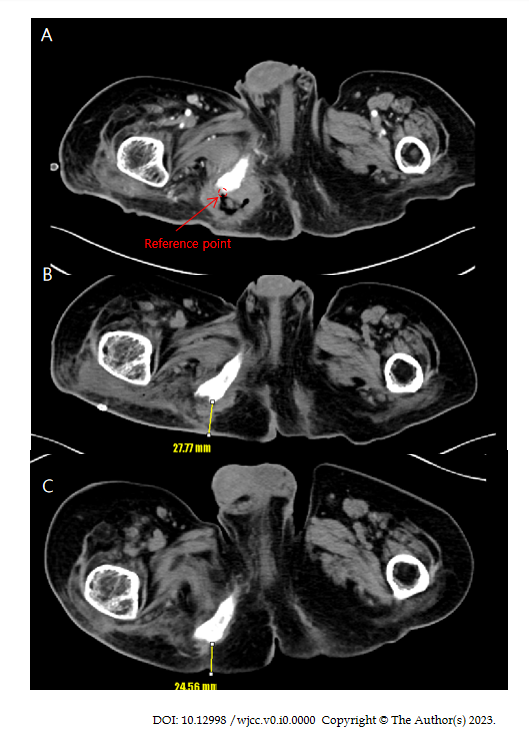 A
Reference point
B
27.77 mm
C
24.56 mm
DOI: 10.12998 /wjcc.v0.i0.0000 Copyright © The Author(s) 2023.